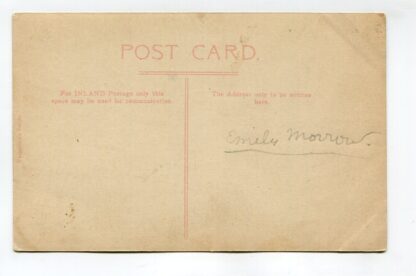 POST CARD.
For INLAND Postage only this
space may be used for communication
The Address only to be written
here.
Emily Morrow.